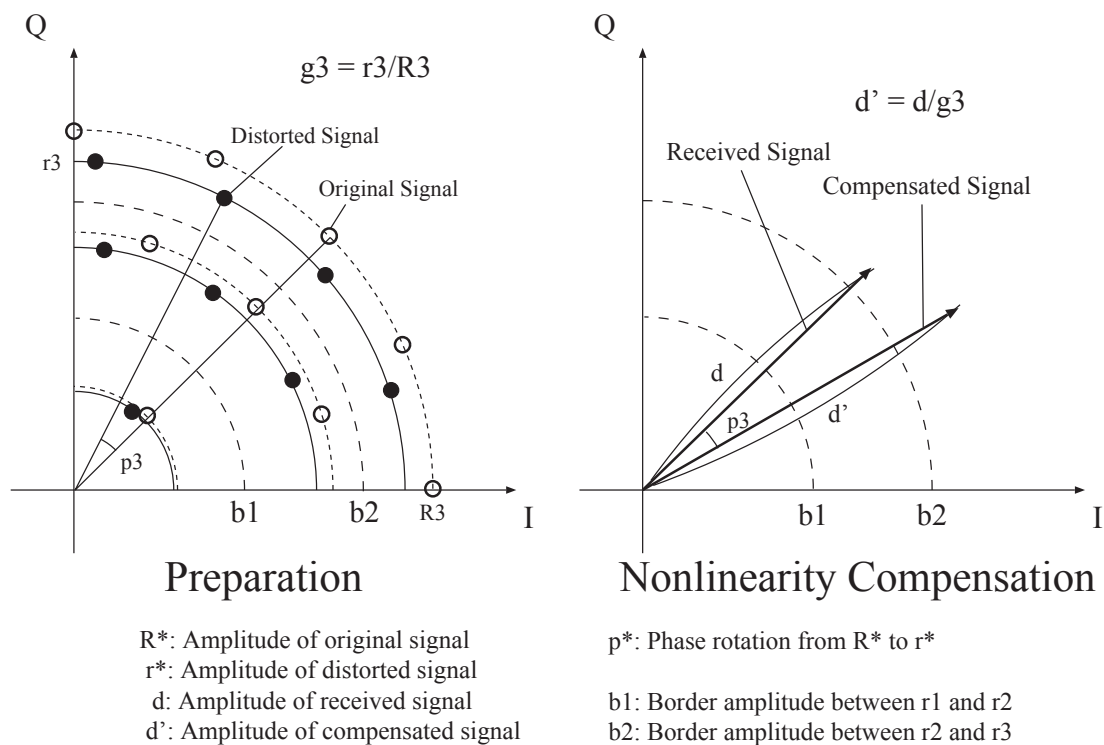 Q
g3 = r3/R3
Distorted Signal
r3
Original Signal
p3
b1
b2
R3
I
Preparation
Q
d’ = d/g3
Received Signal
Compensated Signal
d
p3
d’
b1
b2
I
Nonlinearity Compensation
R*: Amplitude of original signal
r*: Amplitude of distorted signal
d: Amplitude of received signal
d’: Amplitude of compensated signal
p*: Phase rotation from R* to r*
b1: Border amplitude between r1 and r2
b2: Border amplitude between r2 and r3